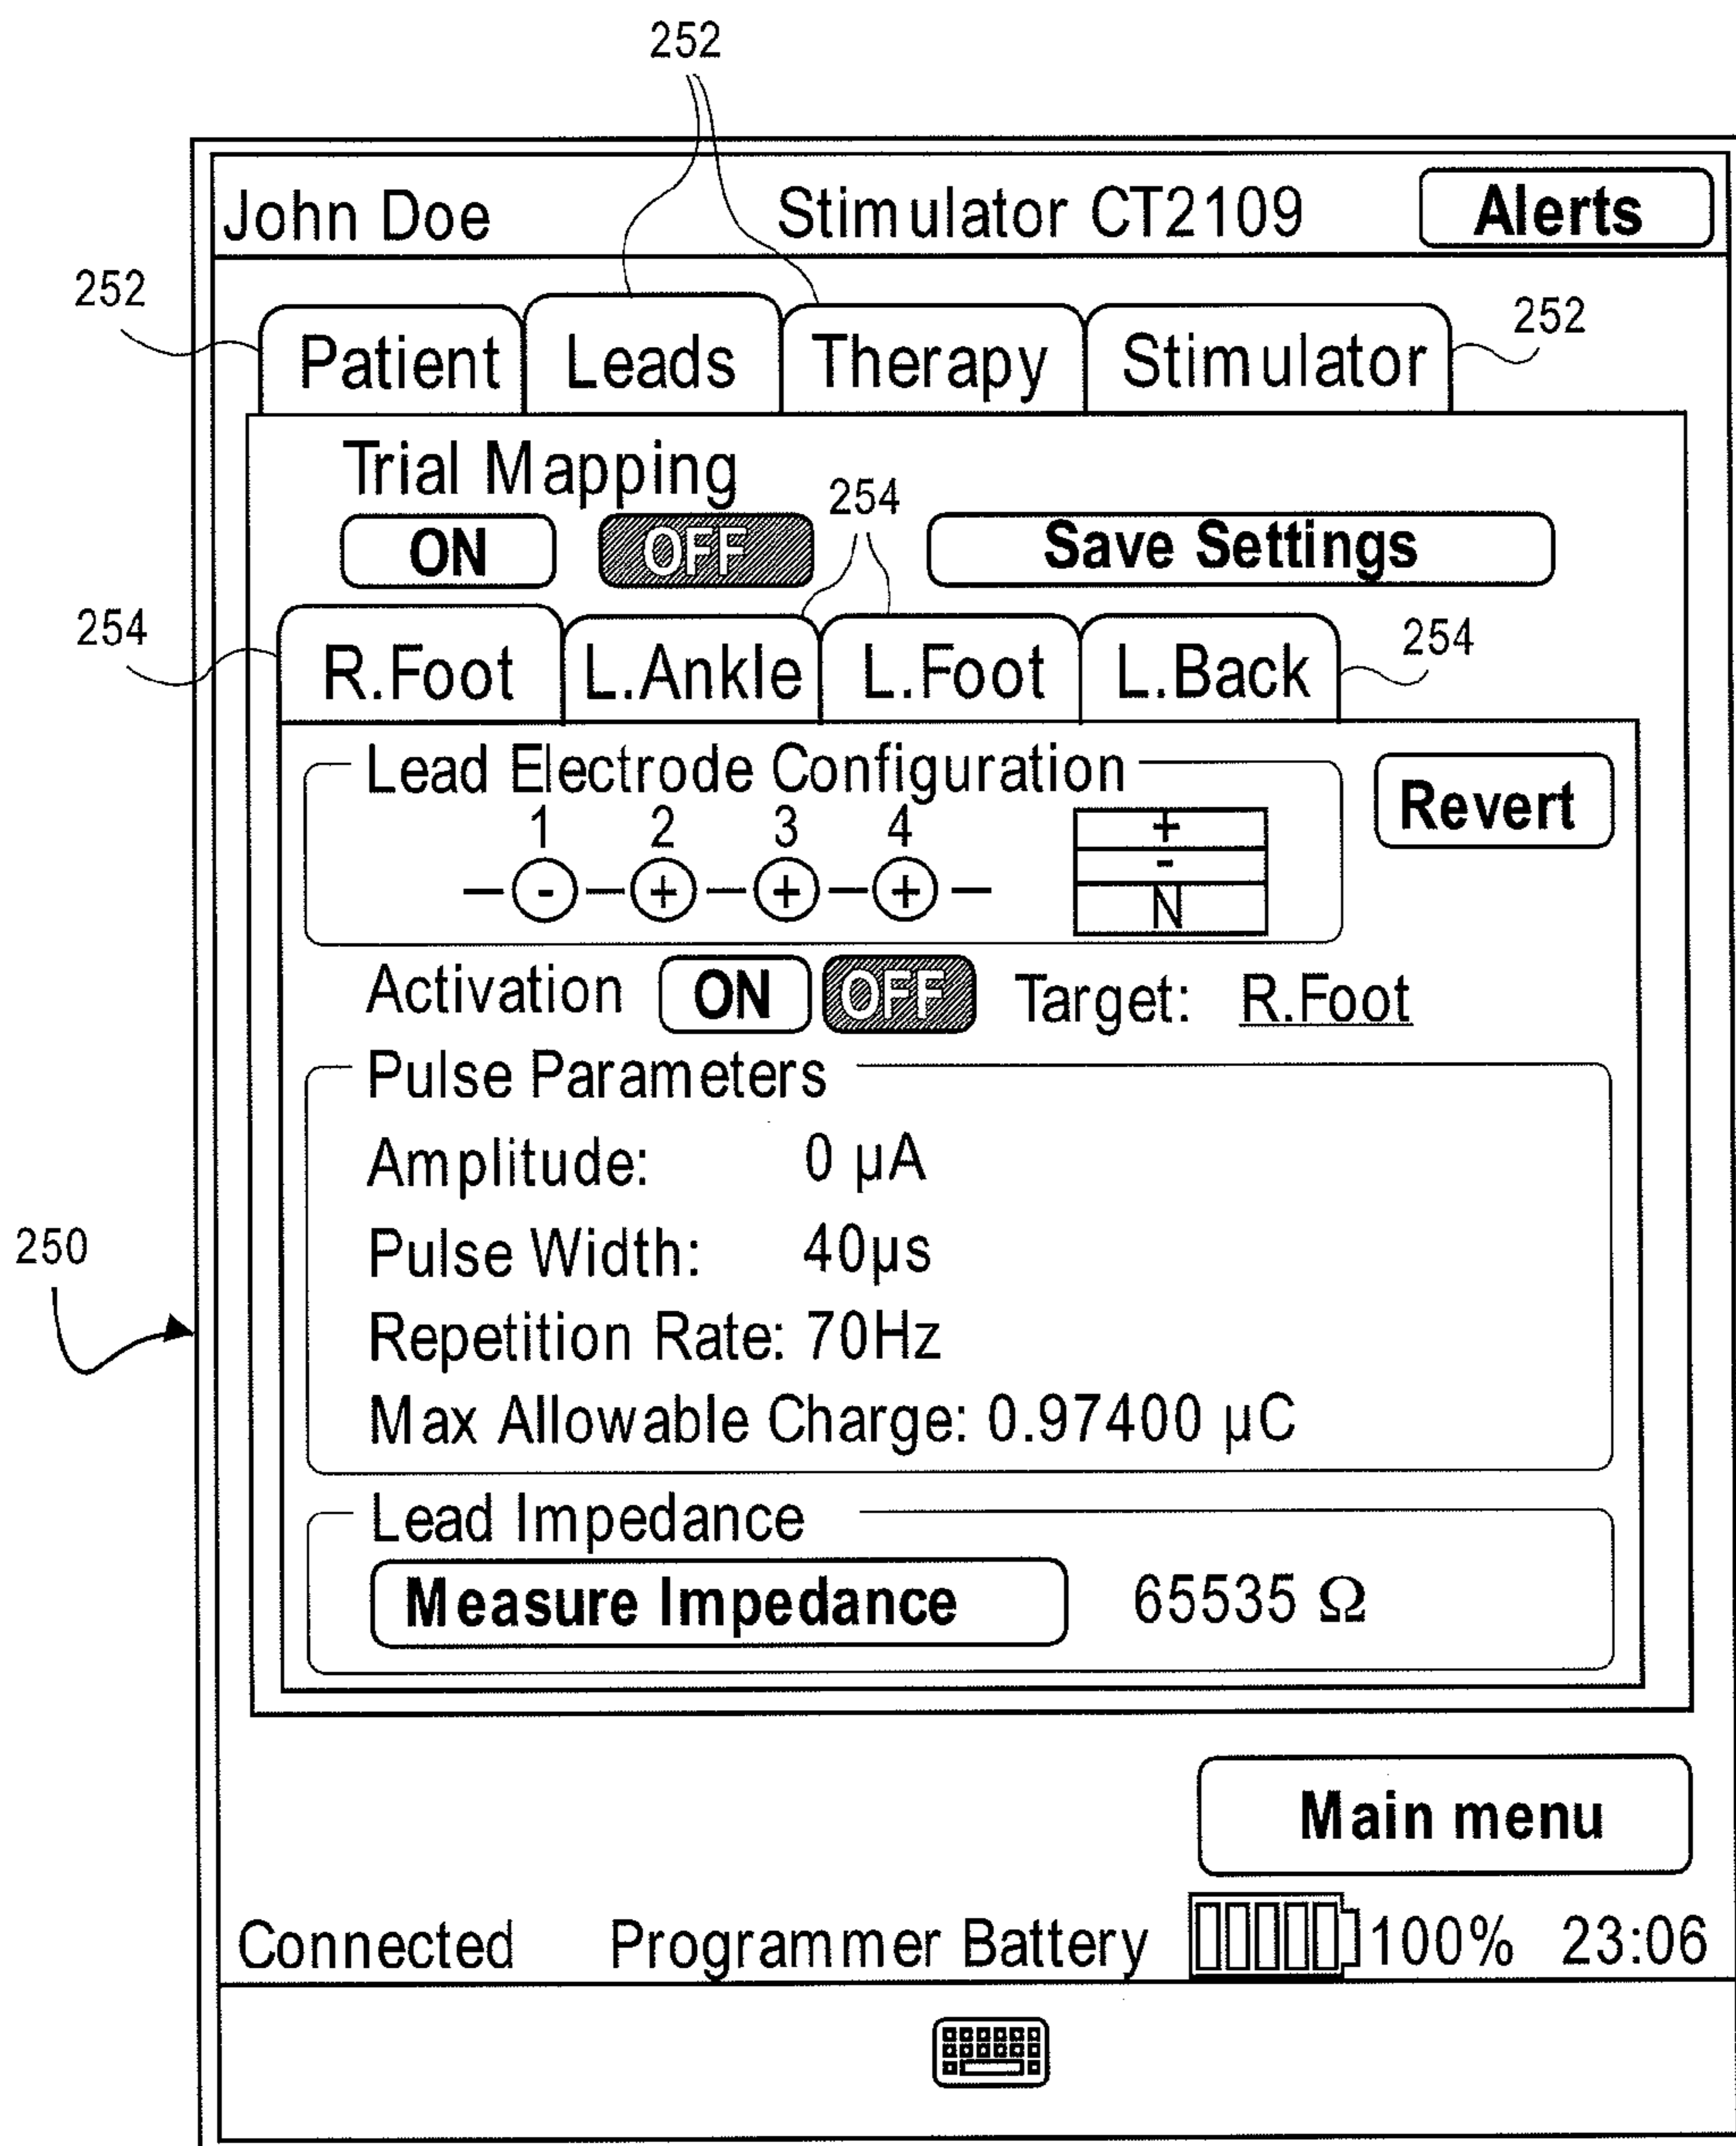 252
John Doe Stimulator CT2109 Alerts
252
252
Patient Leads Therapy Stimulator
Trial Mapping
254
ON OFF Save Settings
254
254
R.Foot L.Ankle L.Foot L.Back
Lead Electrode Configuration
Revert
1 2 3 4
+
-
- + + +
N
Activation ON OFF Target: R.Foot
Pulse Parameters
Amplitude: 0 µA
250
Pulse Width: 40µs
Repetition Rate: 70Hz
Max Allowable Charge: 0.97400 µC
Lead Impedance
Measure Impedance 65535 Ω
Main menu
Connected Programmer Battery 100% 23:06